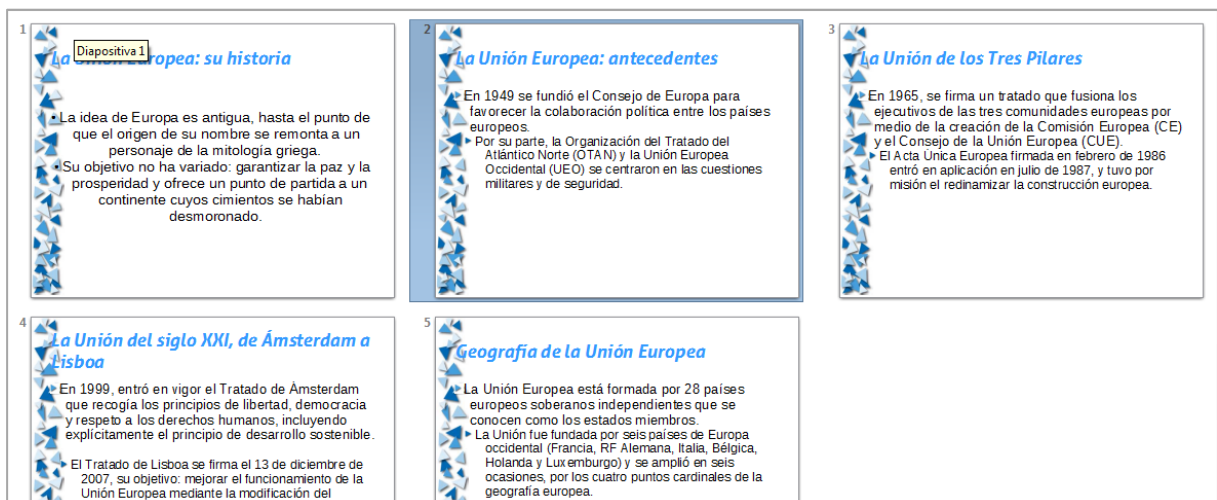 1
Diapositiva 1
La Unión Europea: su historia
• La idea de Europa es antigua, hasta el punto de
que el origen de su nombre se remonta a un
personaje de la mitología griega.
• Su objetivo no ha variado: garantizar la paz y la
prosperidad y ofrece un punto de partida a un
continente cuyos cimientos se habían
desmoronado.
2
La Unión Europea: antecedentes
En 1949 se fundió el Consejo de Europa para
favorecer la colaboración política entre los países
europeos.
Por su parte, la Organización del Tratado del
Atlántico Norte (OTAN) y la Unión Europea
Occidental (UEO) se centraron en las cuestiones
militares y de seguridad.
3
La Unión de los Tres Pilares
En 1965, se firma un tratado que fusiona los
ejecutivos de las tres comunidades europeas por
medio de la creación de la Comisión Europea (CE)
y el Consejo de la Unión Europea (CUE).
El Acta Única Europea firmada en febrero de 1986
entró en aplicación en julio de 1987, y tuvo por
misión el redinamizar la construcción europea.
4
La Unión del siglo XXI, de Ámsterdam a
Lisboa
En 1999, entró en vigor el Tratado de Ámsterdam
que recogía los principios de libertad, democracia
y respeto a los derechos humanos, incluyendo
explícitamente el principio de desarrollo sostenible.
El Tratado de Lisboa se firma el 13 de diciembre de
2007, su objetivo: mejorar el funcionamiento de la
Unión Europea mediante la modificación del
5
Geografía de la Unión Europea
La Unión Europea está formada por 28 países
europeos soberanos independientes que se
conocen como los estados miembros.
La Unión fue fundada por seis países de Europa
occidental (Francia, RF Alemana, Italia, Bélgica,
Holanda y Luxemburgo) y se amplió en seis
ocasiones, por los cuatro puntos cardinales de la
geografía europea.